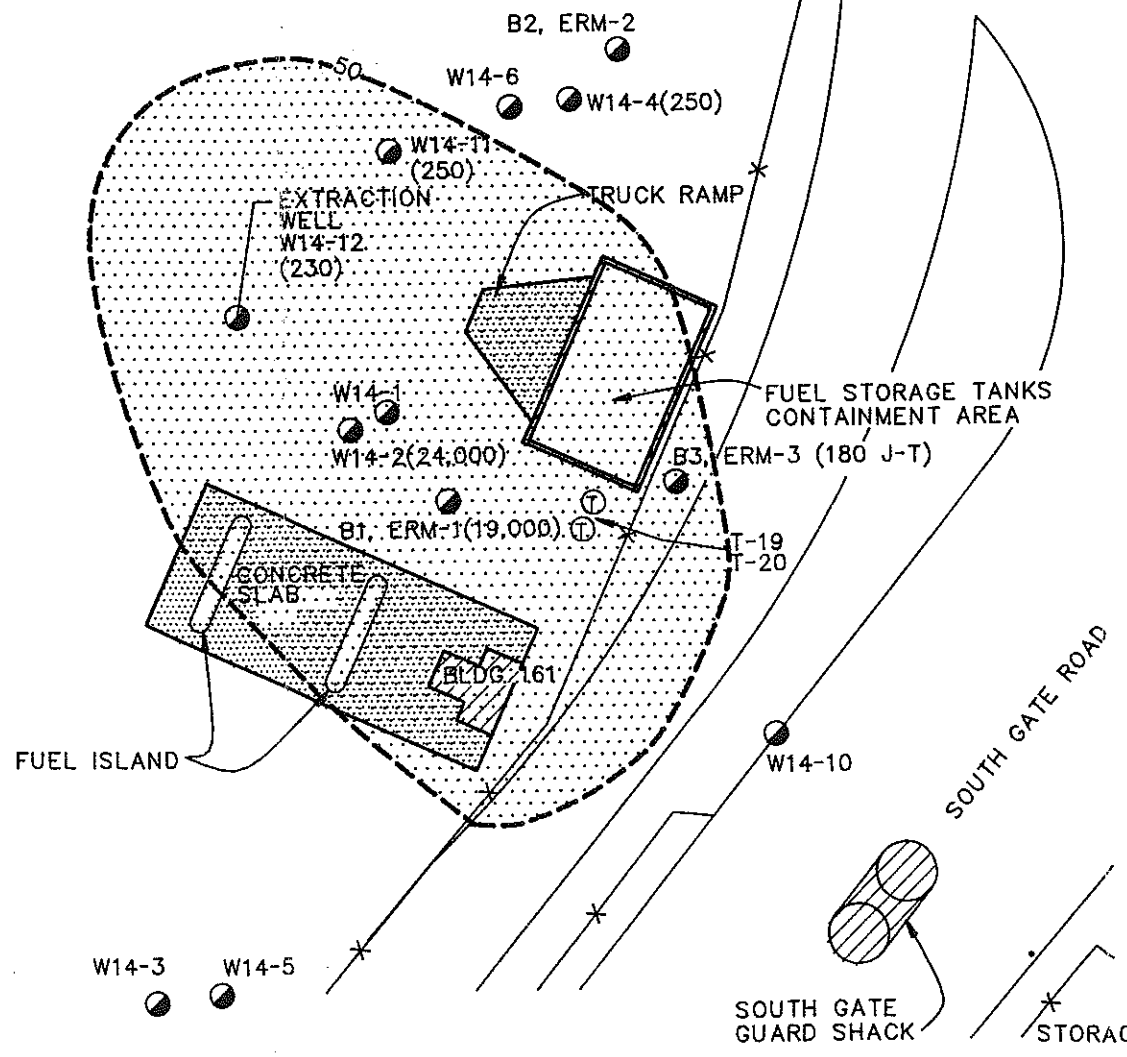 B2, ERM-2
50
W14-6
W14-4(250)
W14-11
(250)
TRUCK RAMP
EXTRACTION
WELL
W14-12
(230)
W14-1
FUEL STORAGE TANKS
CONTAINMENT AREA
W14-2(24,000)
B3, ERM-3 (180 J-T)
B1, ERM-1(19,000)
T
T
T-19
T-20
CONCRETE
SLAB
BLDG. 161
SOUTH GATE ROAD
FUEL ISLAND
W14-10
W14-3
W14-5
SOUTH GATE
GUARD SHACK
STORAG